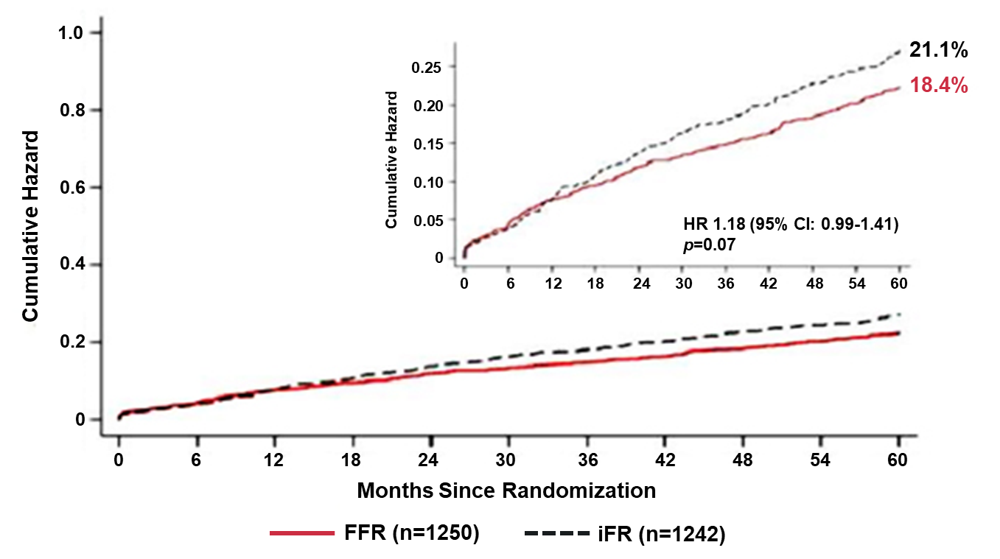 Cumulative Hazard
1.0
0.8
0.6
0.4
0.2
0
0 6 12 18 24 30 36 42 48 54 60
Months Since Randomization
Cumulative Hazard
0.25
0.20
0.15
0.10
0.05
0
0 6 12 18 24 30 36 42 48 54 60
21.1%
18.4%
HR 1.18 (95% CI: 0.99-1.41)
p=0.07
FFR (n=1250) iFR (n=1242)